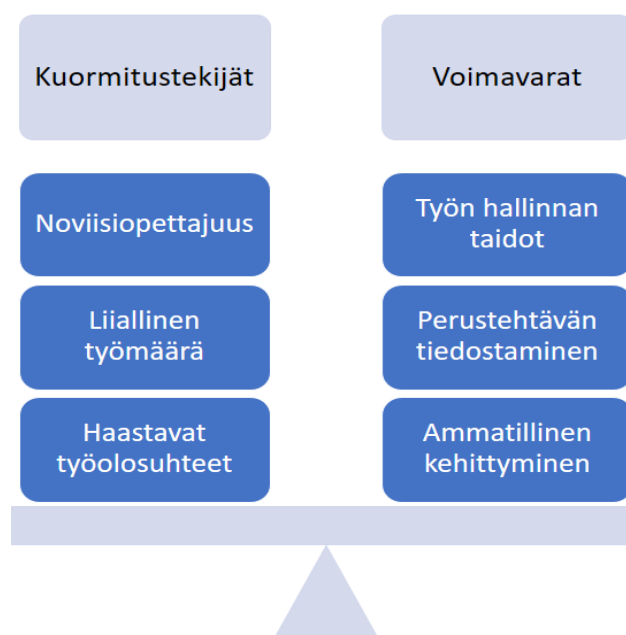 Kuormitustekijät
Voimavarat
Noviisiopettajuus
Työn hallinnan
taidot
Liiallinen
työmäärä
Perustehtävän
tiedostaminen
Haastavat
työolosuhteet
Ammatillinen
kehittyminen